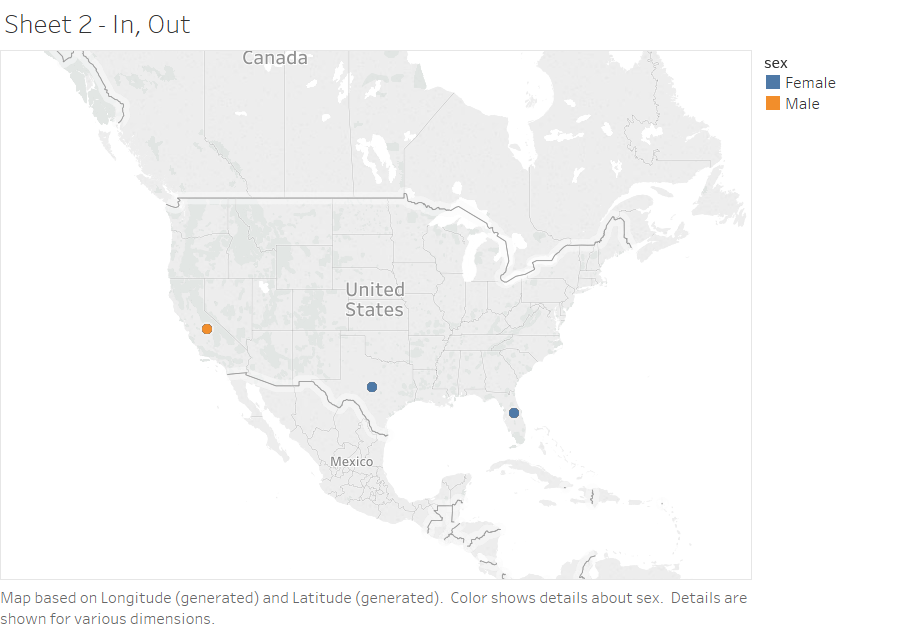 Sheet 2 - In, Out
Canada
sex
Female
Male
United
States
Mexico
Map based on Longitude (generated) and Latitude (generated).  Color shows details about sex.  Details are
shown for various dimensions.